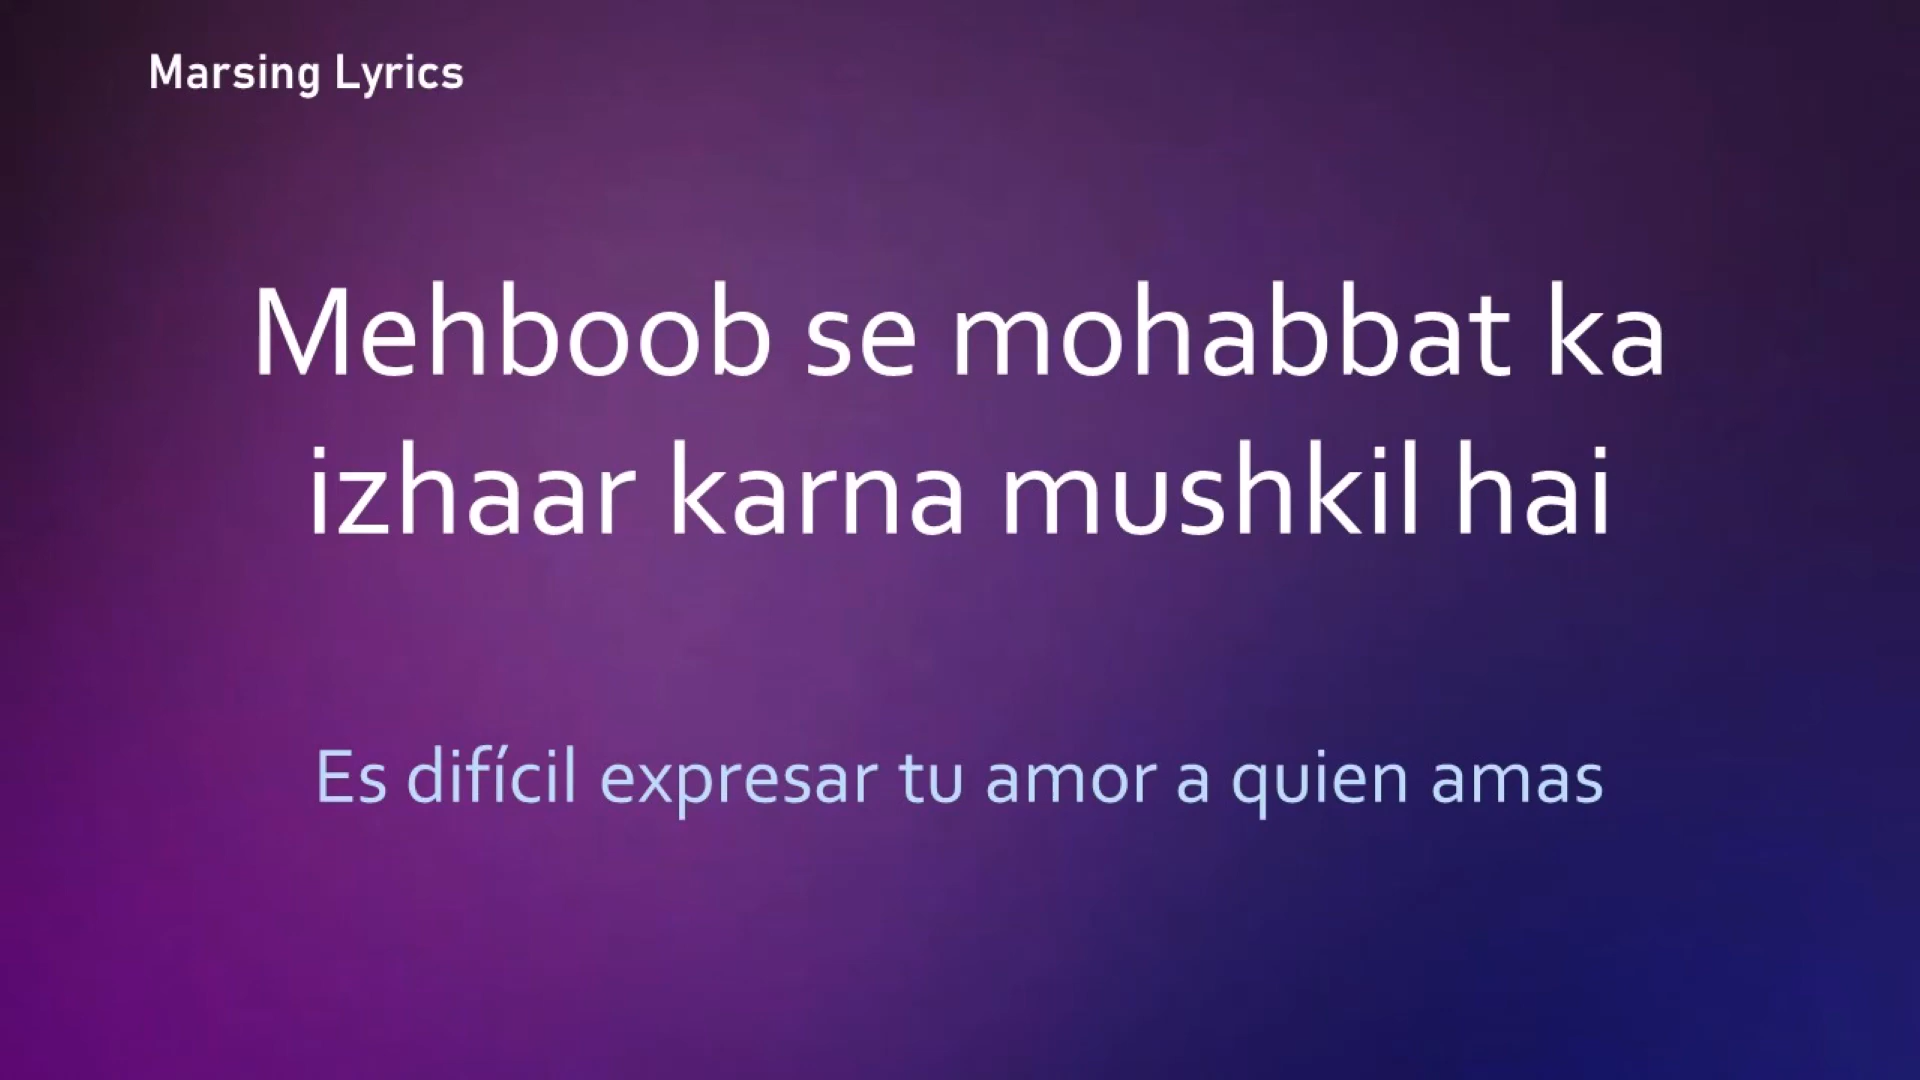 Marsing Lyrics
Mehboob se mohabbat ka
izhaar karna mushkil hai
Es difícil expresar tu amor a quien amas